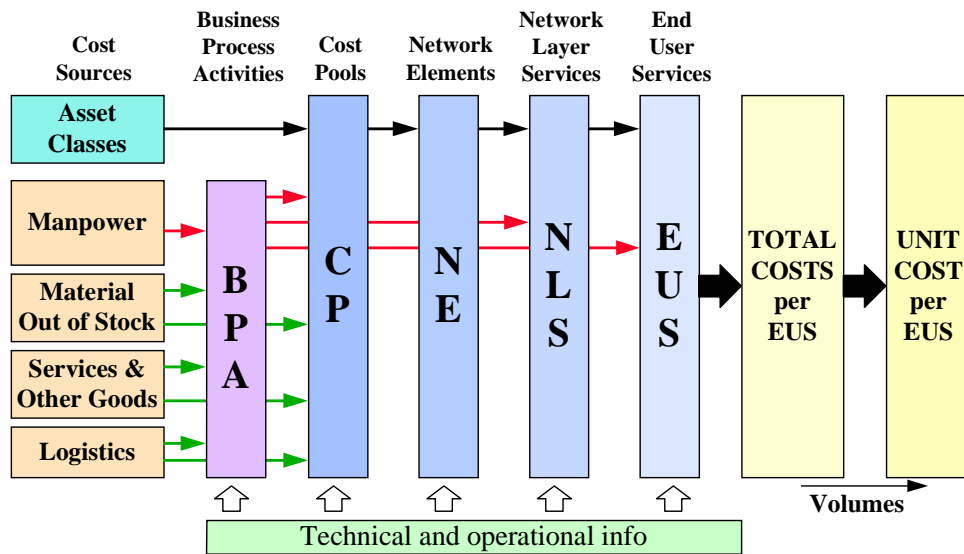 Cost
Sources
Business
Process
Activities
Cost
Pools
Network
Elements
Network
Layer
Services
End
User
Services
Asset
Classes
Manpower
Material
Out of Stock
Services &
Other Goods
Logistics
B
P
A
C
P
N
E
N
L
S
E
U
S
TOTAL
COSTS
per
EUS
UNIT
COST
per
EUS
Volumes
Technical and operational info